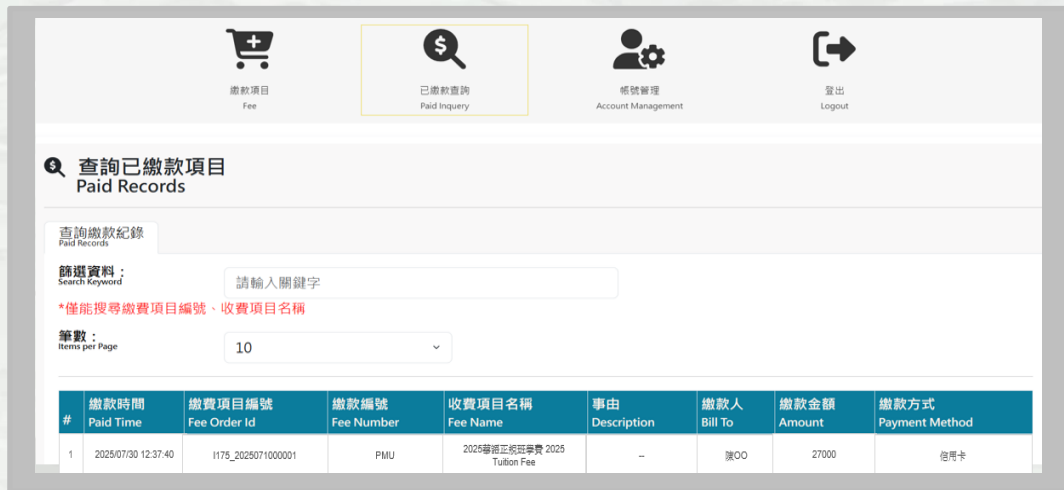 繳款項目
Fee
已繳款查詢
Paid Inquery
帳號管理
Account Management
登出
Logout
查詢已繳款項目
Paid Records
查詢繳款紀錄
Paid Records
篩選資料：
Search Keyword
請輸入關鍵字
*僅能搜尋繳費項目編號、收費項目名稱
筆數：
Items per Page
10
# 繳款時間 繳費項目編號 繳款編號 收費項目名稱 事由 繳款人 繳款金額 繳款方式
Paid Time Fee Order Id Fee Number Fee Name Description Bill To Amount Payment Method
1 2025/07/30 12:37:40 I175_2025071000001 PMU 2025華語正規班學費 2025 -- 陳OO 27000 信用卡
Tuition Fee